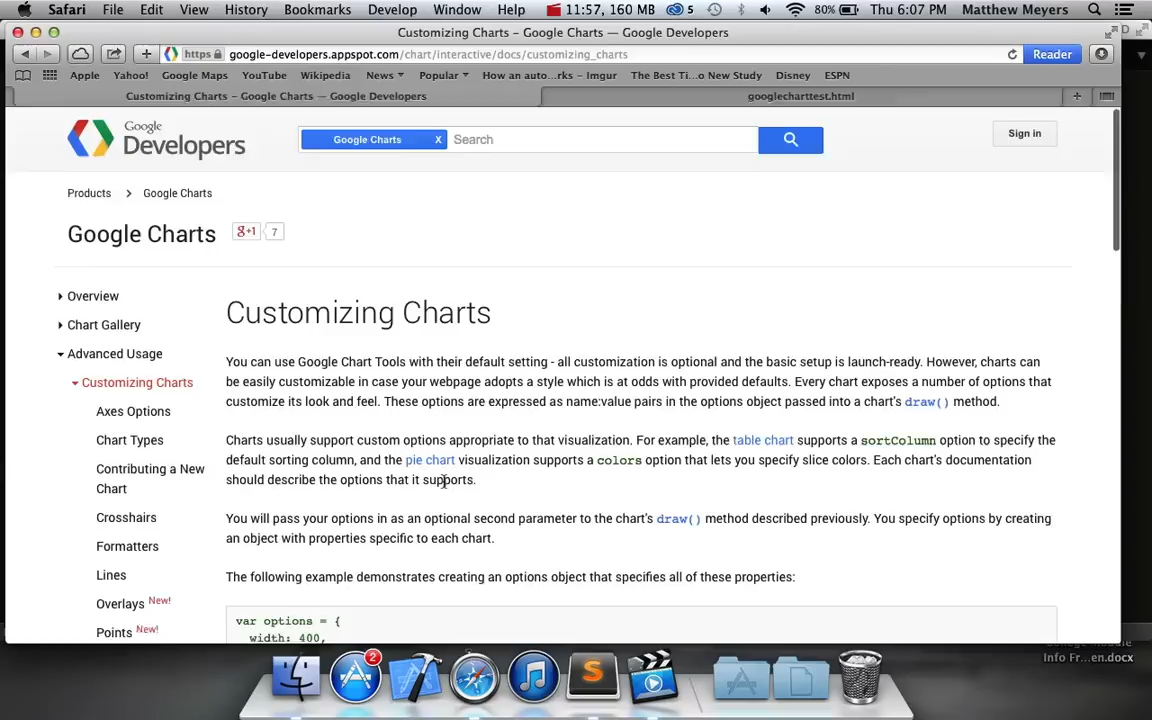 Safari File Edit View History Bookmarks Develop Window Help 11:57, 160 MB 5 80% Thu 6:07 PM Matthew Meyers
Customizing Charts – Google Charts — Google Developers
https google-developers.appspot.com/chart/interactive/docs/customizing_charts Reader
Apple Yahoo! Google Maps YouTube Wikipedia News Popular How an auto...rks – Imgur The Best Ti...o New Study Disney ESPN
Customizing Charts – Google Charts — Google Developers googlecharttest.html
Google Developers
Google Charts X Search
Sign in
Products > Google Charts
Google Charts g+1 7
Overview
Chart Gallery
Advanced Usage
Customizing Charts
Axes Options
Chart Types
Contributing a New
Chart
Crosshairs
Formatters
Lines
Overlays New!
Points New!
Customizing Charts
You can use Google Chart Tools with their default setting - all customization is optional and the basic setup is launch-ready. However, charts can
be easily customizable in case your webpage adopts a style which is at odds with provided defaults. Every chart exposes a number of options that
customize its look and feel. These options are expressed as name:value pairs in the options object passed into a chart's draw() method.
Charts usually support custom options appropriate to that visualization. For example, the table chart supports a sortColumn option to specify the
default sorting column, and the pie chart visualization supports a colors option that lets you specify slice colors. Each chart's documentation
should describe the options that it supports.
You will pass your options in as an optional second parameter to the chart's draw() method described previously. You specify options by creating
an object with properties specific to each chart.
The following example demonstrates creating an options object that specifies all of these properties:
var options = {
width: 400,
Info Fr...en.docx
2
S